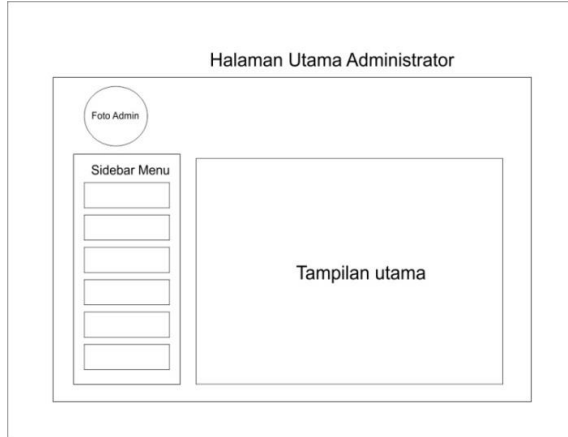 Halaman Utama Administrator
Foto Admin
Sidebar Menu
Tampilan utama